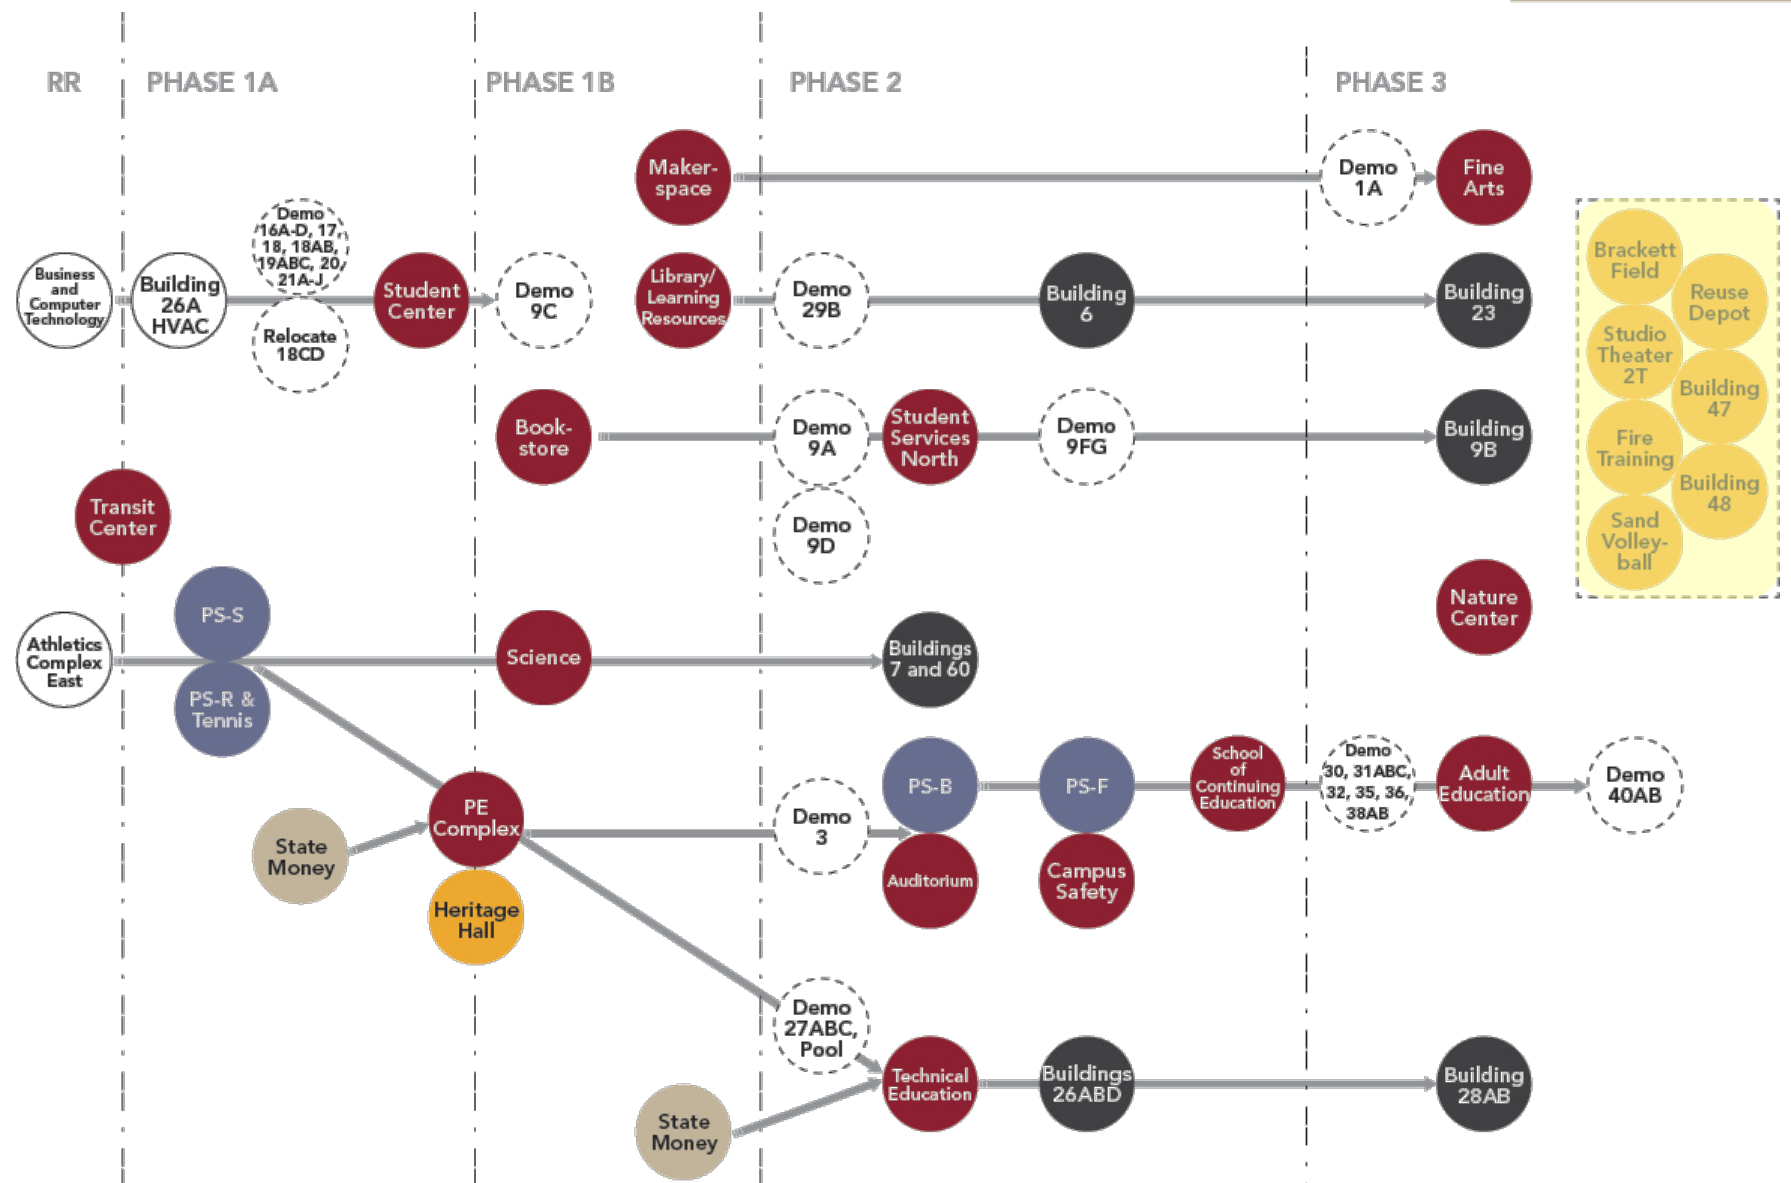 RR
PHASE 1A
PHASE 1B
PHASE 2
PHASE 3
Maker-
space
Demo
1A
Fine
Arts
Business
and
Computer
Technology
Building
26A
HVAC
Demo
16A-D, 17,
18, 18AB,
19ABC, 20,
21A-J
Relocate
18CD
Student
Center
Demo
9C
Library/
Learning
Resources
Demo
29B
Building
6
Building
23
Brackett
Field
Reuse
Depot
Studio
Theater
2T
Building
47
Fire
Training
Building
48
Sand
Volley-
ball
Book-
store
Demo
9A
Student
Services
North
Demo
9FG
Building
9B
Demo
9D
Transit
Center
PS-S
Nature
Center
Athletics
Complex
East
Science
Buildings
7 and 60
PS-R &
Tennis
PE
Complex
State
Money
Heritage
Hall
Demo
3
PS-B
PS-F
School
of
Continuing
Education
Demo
30, 31ABC,
32, 35, 36,
38AB
Adult
Education
Demo
40AB
Auditorium
Campus
Safety
Demo
27ABC,
Pool
Technical
Education
Buildings
26ABD
Building
28AB
State
Money